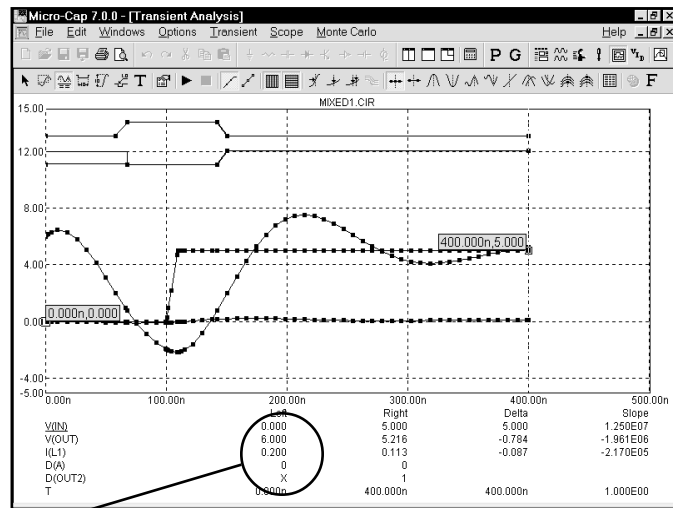 Micro-Cap 7.0.0 - [Transient Analysis]
File Edit Windows Options Transient Scope Monte Carlo Help
T P G
F
MIXED1.CIR
15.00
12.00
8.00
4.00
0.00
-4.00
-5.00
400.000n,5.000
0.000n,0.000
0.00n 100.00n 200.00n 300.00n 400.00n 500.00n
Left Right Delta Slope
V(IN) 0.000 5.000 5.000 1.250E07
V(OUT) 6.000 5.216 -0.784 -1.961E06
I(L1) 0.200 0.113 -0.087 -2.170E05
D(A) 0 0
D(OUT2) X 1
T 0.000n 400.000n 400.000n 1.000E00